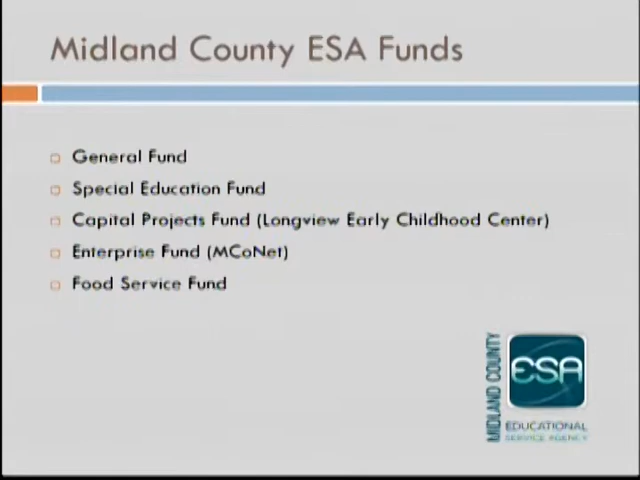 Midland County ESA Funds
General Fund
Special Education Fund
Capital Projects Fund (Longview Early Childhood Center)
Enterprise Fund (MCoNet)
Food Service Fund
MIDLAND COUNTY
ESA
EDUCATIONAL
SERVICE AGENCY